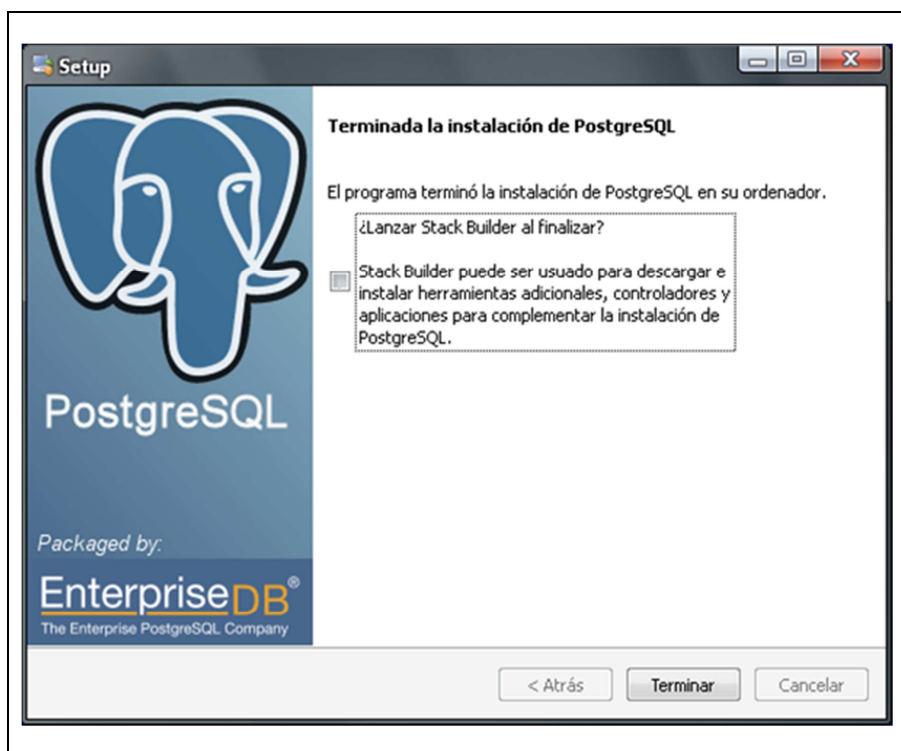 Setup
Terminada la instalación de PostgreSQL
El programa terminó la instalación de PostgreSQL en su ordenador.
¿Lanzar Stack Builder al finalizar?
Stack Builder puede ser usado para descargar e
instalar herramientas adicionales, controladores y
aplicaciones para complementar la instalación de
PostgreSQL.
PostgreSQL
Packaged by:
EnterpriseDB®
The Enterprise PostgreSQL Company
< Atrás
Terminar
Cancelar